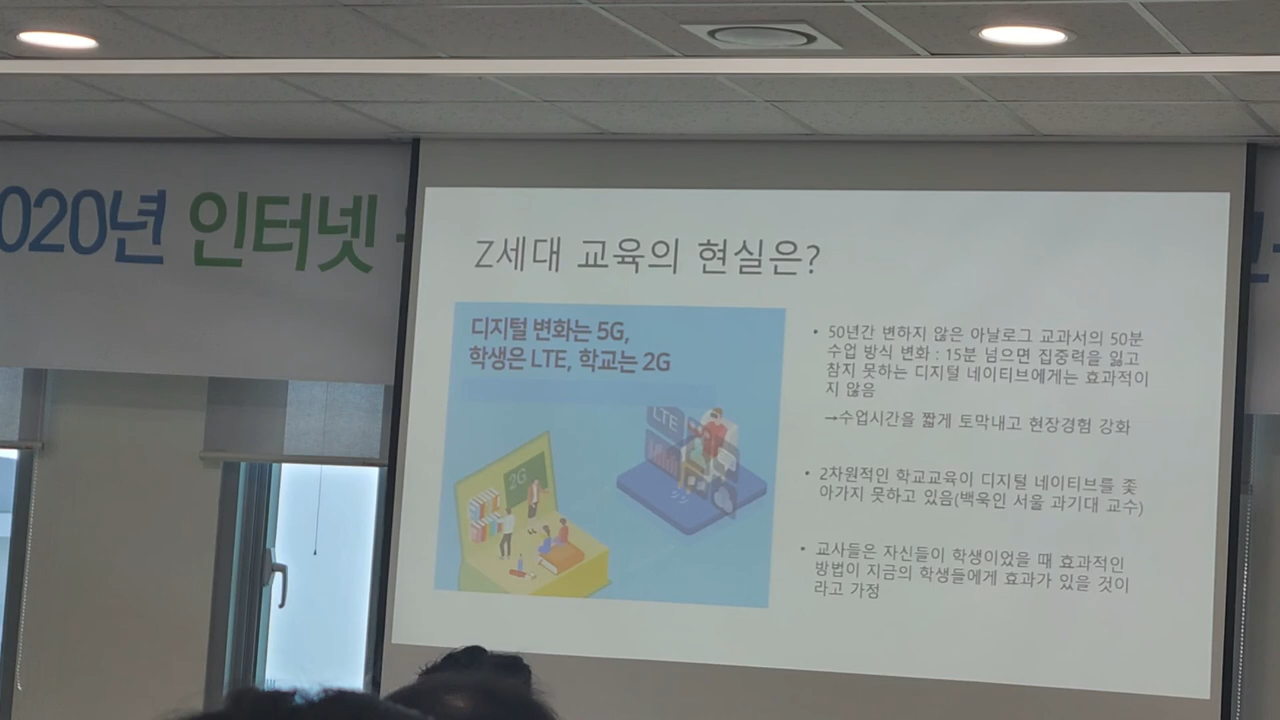 020년 인터넷
Z세대 교육의 현실은?
디지털 변화는 5G,
학생은 LTE, 학교는 2G
LTE
2G
• 50년간 변하지 않은 아날로그 교과서의 50분
수업 방식 변화 : 15분 넘으면 집중력을 잃고
참지 못하는 디지털 네이티브에게는 효과적이
지 않음
→수업시간을 짧게 토막내고 현장경험 강화
• 2차원적인 학교교육이 디지털 네이티브를 좇
아가지 못하고 있음(백욱인 서울 과기대 교수)
• 교사들은 자신들이 학생이었을 때 효과적인
방법이 지금의 학생들에게 효과가 있을 것이
라고 가정